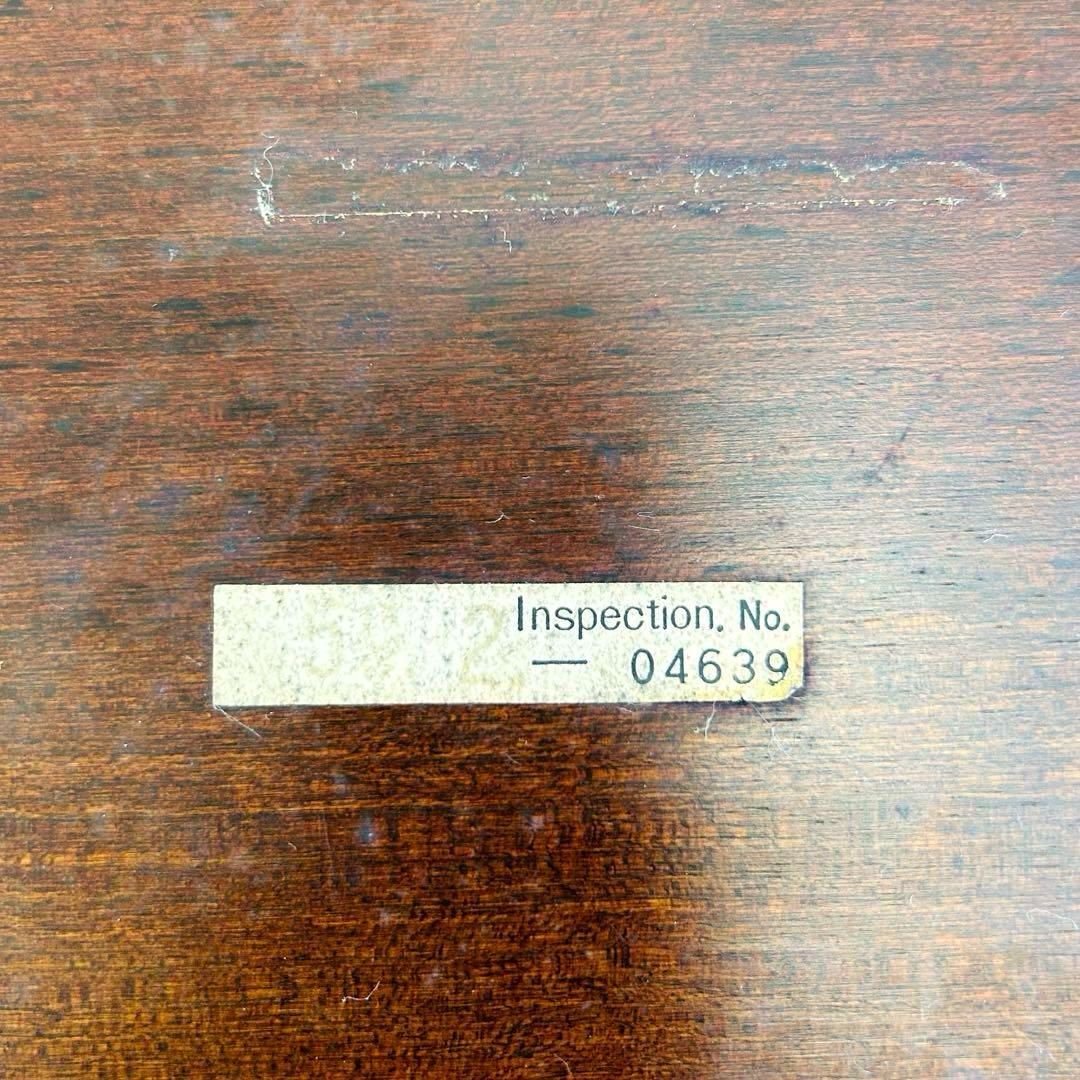 Inspection. No.
— 04639